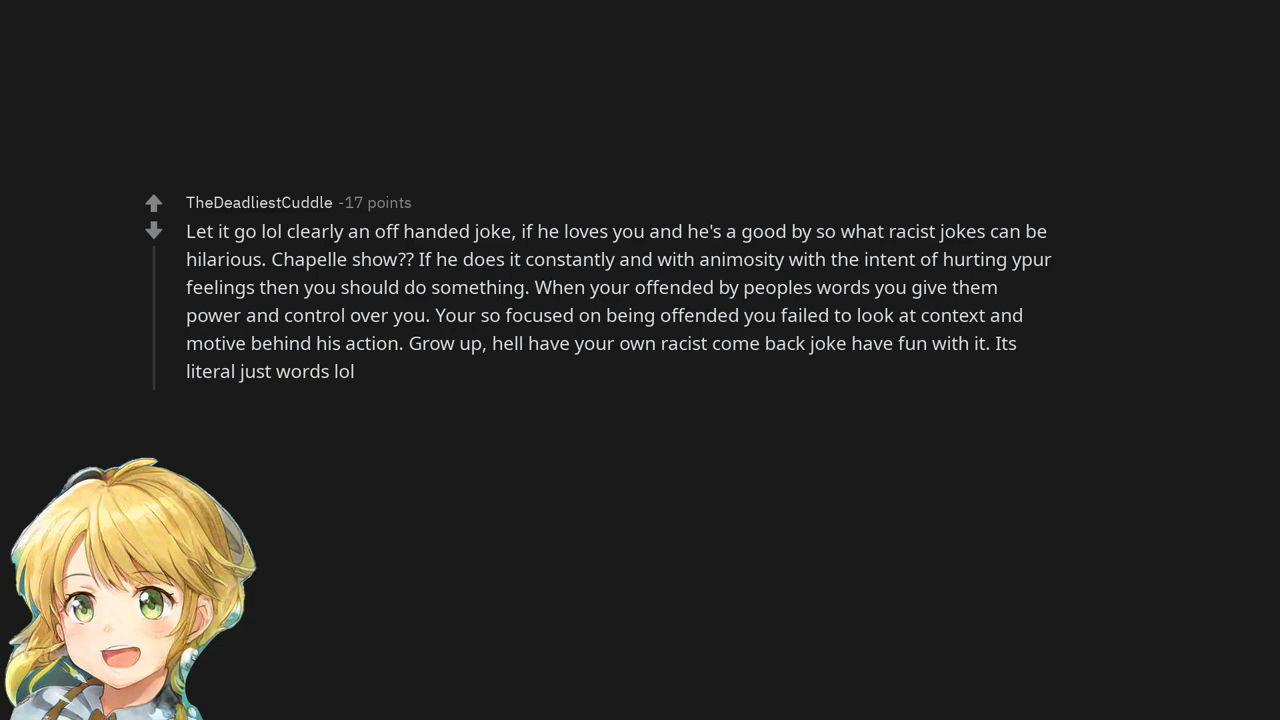 TheDeadliestCuddle -17 points
Let it go lol clearly an off handed joke, if he loves you and he's a good by so what racist jokes can be
hilarious. Chapelle show?? If he does it constantly and with animosity with the intent of hurting ypur
feelings then you should do something. When your offended by peoples words you give them
power and control over you. Your so focused on being offended you failed to look at context and
motive behind his action. Grow up, hell have your own racist come back joke have fun with it. Its
literal just words lol